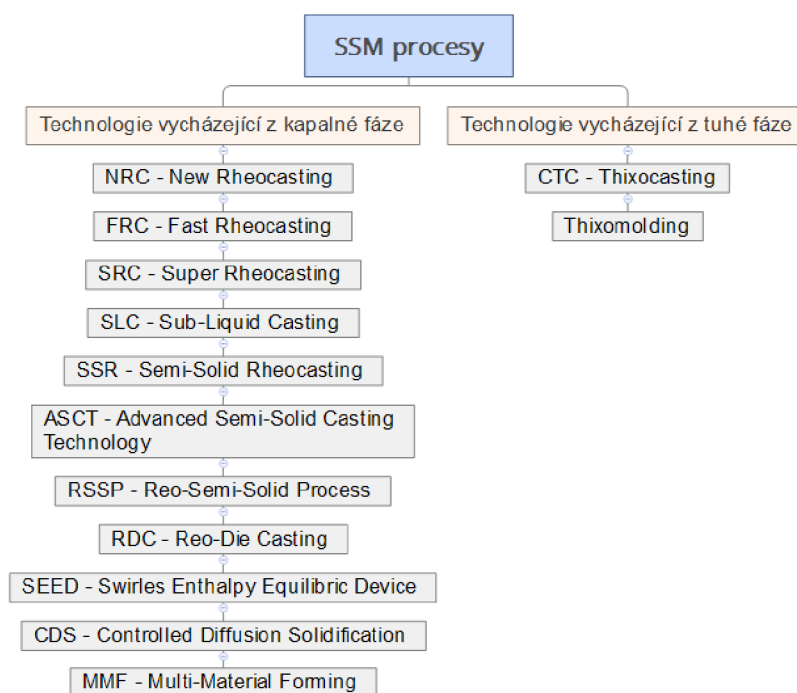 SSM procesy
Technologie vycházející z kapalné fáze
Technologie vycházející z tuhé fáze
NRC - New Rheocasting
CTC - Thixocasting
FRC - Fast Rheocasting
Thixomolding
SRC - Super Rheocasting
SLC - Sub-Liquid Casting
SSR - Semi-Solid Rheocasting
ASCT - Advanced Semi-Solid Casting
Technology
RSSP - Reo-Semi-Solid Process
RDC - Reo-Die Casting
SEED - Swirles Enthalpy Equilibric Device
CDS - Controlled Diffusion Solidification
MMF - Multi-Material Forming